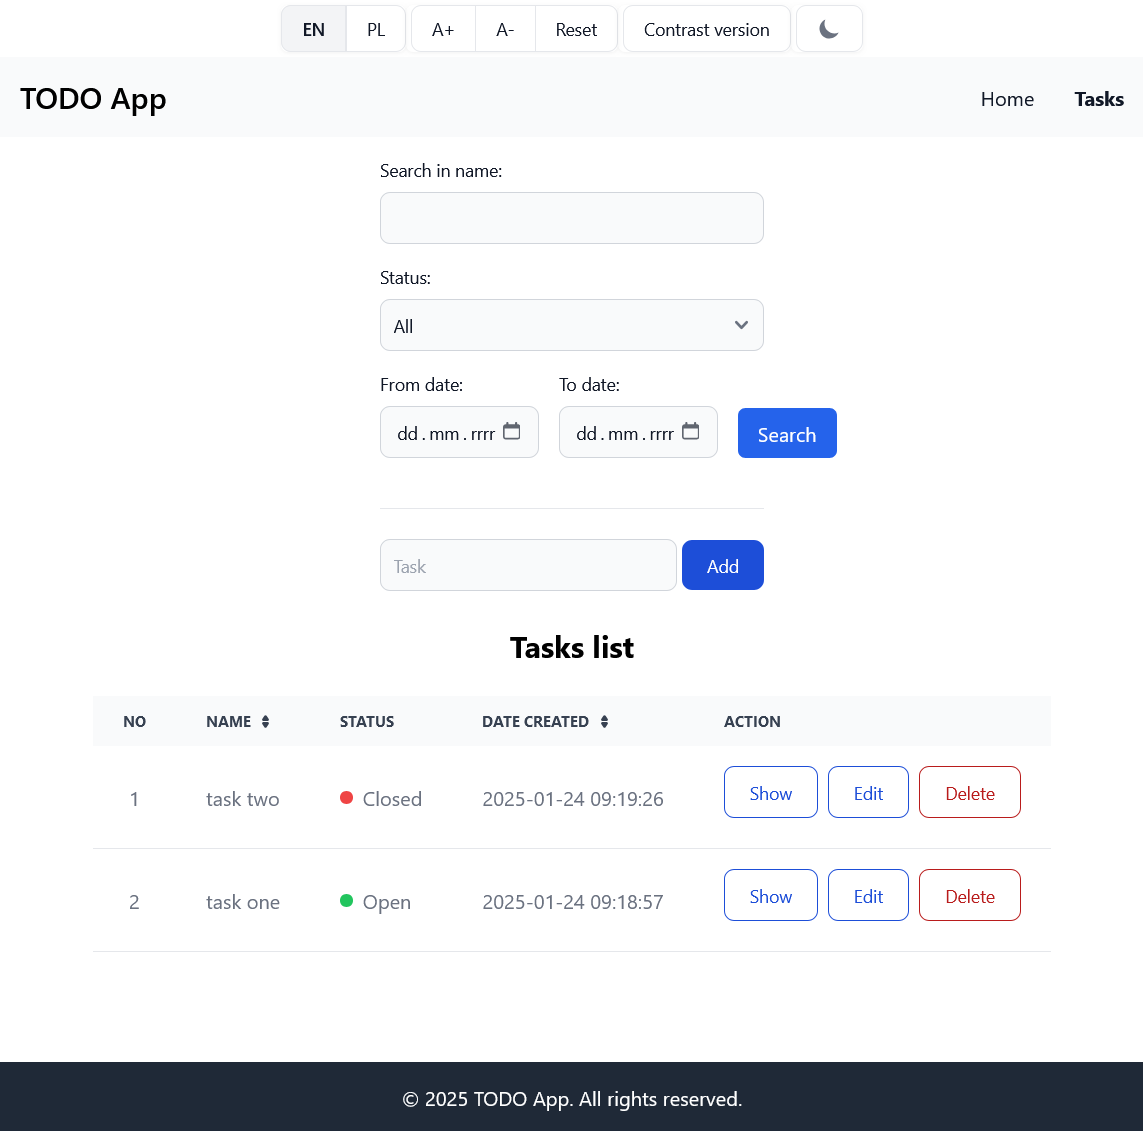 EN PL A+ A- Reset Contrast version
TODO App Home Tasks
Search in name:
Status:
All
From date: To date:
dd . mm . rrrr dd . mm . rrrr Search
Task Add
Tasks list
NO NAME STATUS DATE CREATED ACTION
1 task two Closed 2025-01-24 09:19:26 Show Edit Delete
2 task one Open 2025-01-24 09:18:57 Show Edit Delete
© 2025 TODO App. All rights reserved.